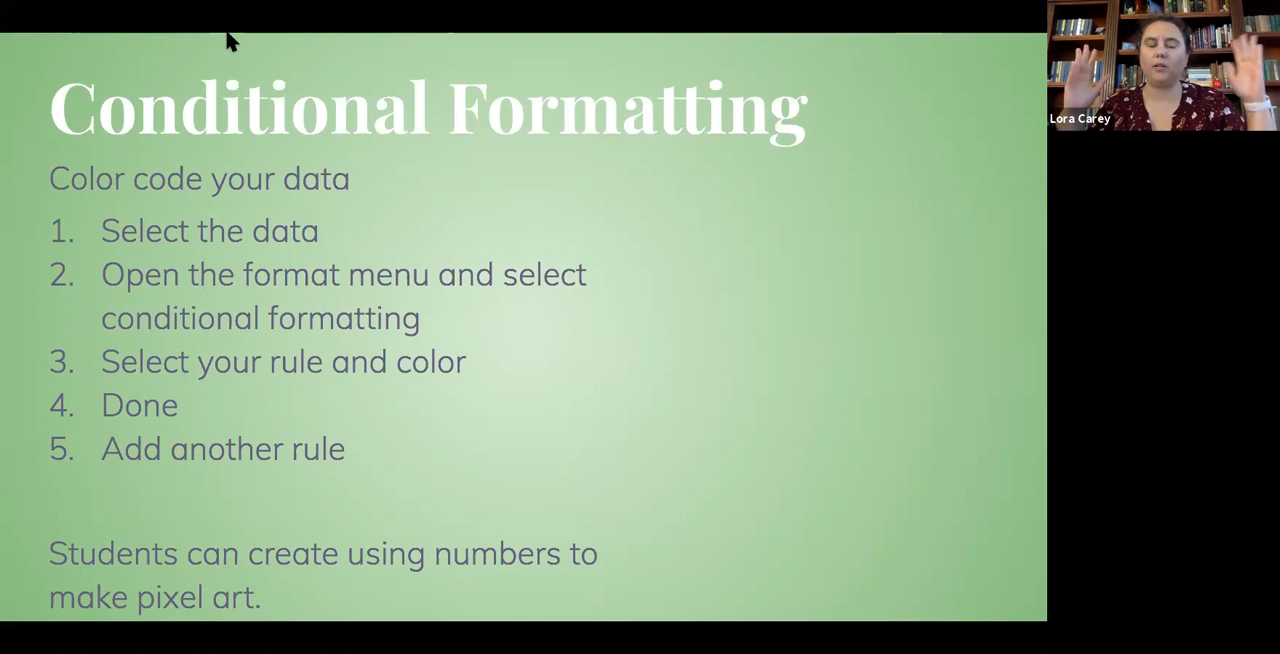 Conditional Formatting
Color code your data
1. Select the data
2. Open the format menu and select
conditional formatting
3. Select your rule and color
4. Done
5. Add another rule
Students can create using numbers to
make pixel art.
Lora Carey